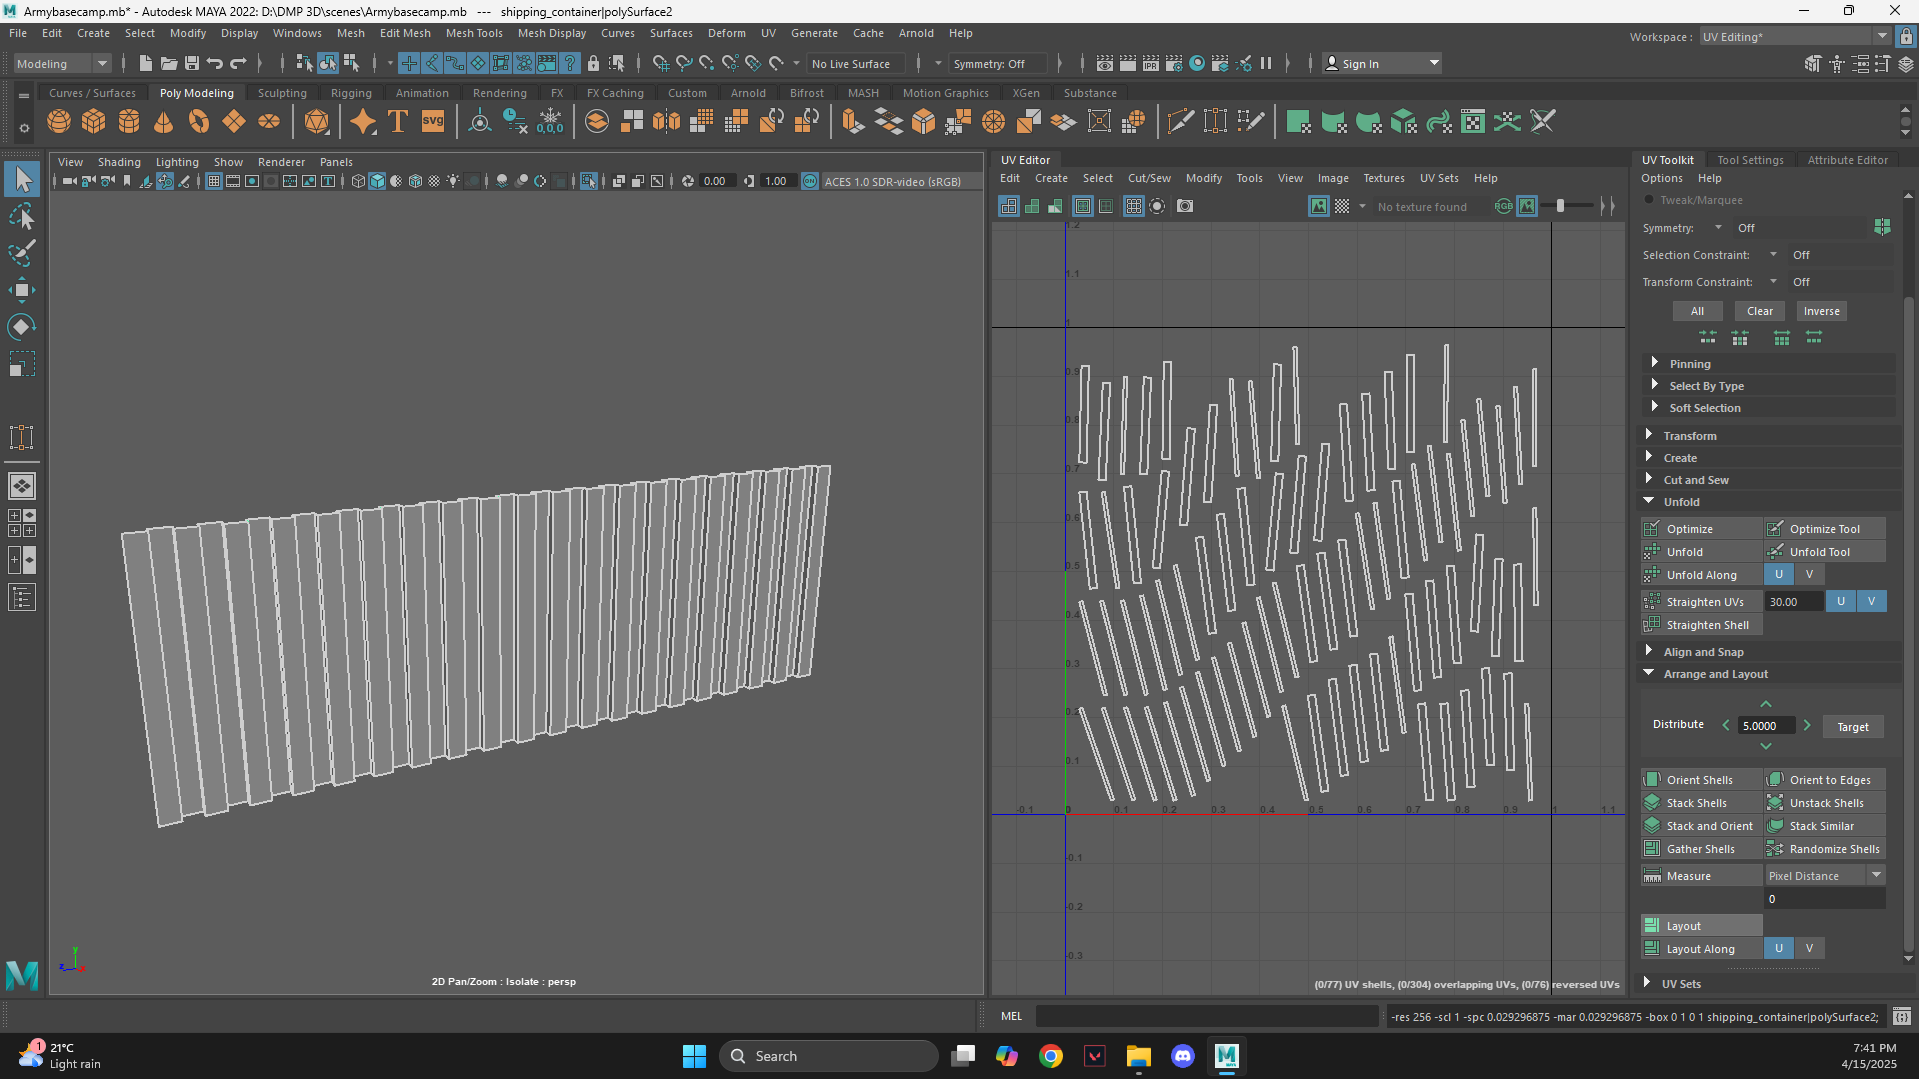 Armybasecamp.mb* - Autodesk MAYA 2022: D:\DMP 3D\scenes\Armybasecamp.mb   ---   shipping_container|polySurface2
File Edit Create Select Modify Display Windows Mesh Edit Mesh Mesh Tools Mesh Display Curves Surfaces Deform UV Generate Cache Arnold Help
Workspace : UV Editing*
Modeling No Live Surface Symmetry: Off Sign In
Curves / Surfaces Poly Modeling Sculpting Rigging Animation Rendering FX FX Caching Custom Arnold Bifrost MASH Motion Graphics XGen Substance
T svg 0,0,0
View Shading Lighting Show Renderer Panels
0.00 1.00 ACES 1.0 SDR-video (sRGB)
2D Pan/Zoom : Isolate : persp
y
z x
UV Editor
Edit Create Select Cut/Sew Modify Tools View Image Textures UV Sets Help
No texture found RGB
1.2
1.1
1
0.9
0.8
0.7
0.6
0.5
0.4
0.3
0.2
0.1
-0.1 0 0.1 0.2 0.3 0.4 0.5 0.6 0.7 0.8 0.9 1 1.1
-0.1
-0.2
-0.3
(0/77) UV shells, (0/304) overlapping UVs, (0/76) reversed UVs
UV Toolkit Tool Settings Attribute Editor
Options Help
Tweak/Marquee
Symmetry: Off
Selection Constraint: Off
Transform Constraint: Off
All Clear Inverse
Pinning
Select By Type
Soft Selection
Transform
Create
Cut and Sew
Unfold
Optimize Optimize Tool
Unfold Unfold Tool
Unfold Along U V
Straighten UVs 30.00 U V
Straighten Shell
Align and Snap
Arrange and Layout
Distribute 5.0000 Target
Orient Shells Orient to Edges
Stack Shells Unstack Shells
Stack and Orient Stack Similar
Gather Shells Randomize Shells
Measure Pixel Distance
0
Layout
Layout Along U V
UV Sets
MEL -res 256 -scl 1 -spc 0.029296875 -mar 0.029296875 -box 0 1 0 1 shipping_container|polySurface2;
1
21°C
Light rain
Search
7:41 PM
4/15/2025